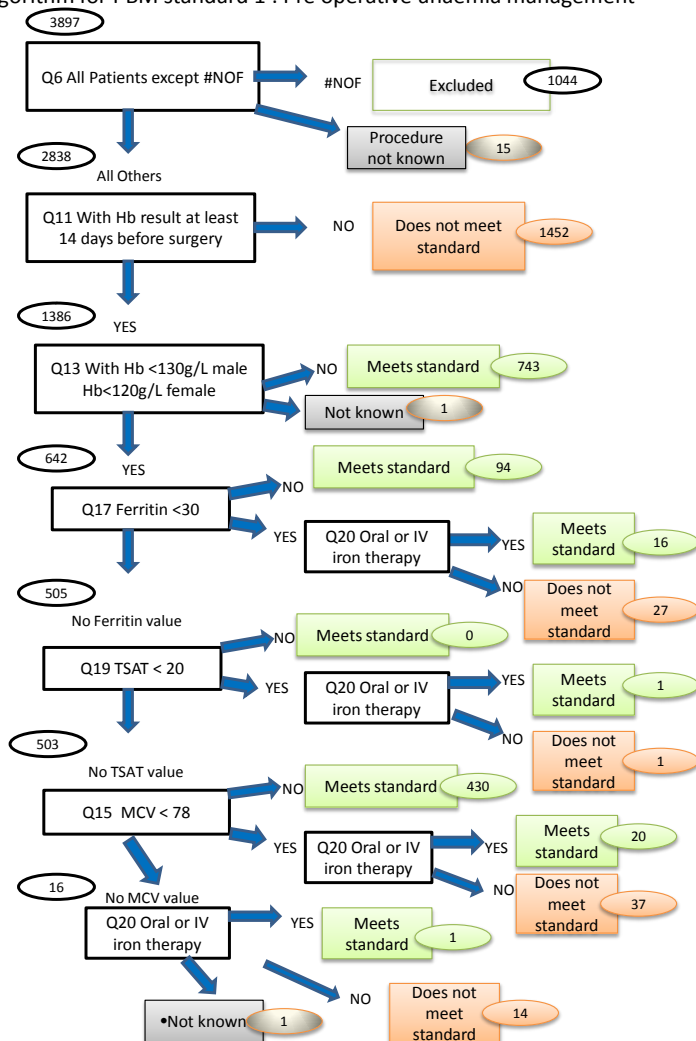 gorithm for PBM standard 1 : Pre operative anaemia management
3897
Q6 All Patients except #NOF
#NOF
Excluded
1044
Procedure
not known
15
2838
All Others
Q11 With Hb result at least
14 days before surgery
NO
Does not meet
standard
1452
1386
YES
Q13 With Hb <130g/L male
Hb<120g/L female
NO
Meets standard
743
Not known
1
642
YES
Q17 Ferritin <30
NO
Meets standard
94
YES
Q20 Oral or IV
iron therapy
YES
Meets
standard
16
NO
Does not
meet
standard
27
505
No Ferritin value
Q19 TSAT < 20
NO
Meets standard
0
YES
Q20 Oral or IV
iron therapy
YES
Meets
standard
1
NO
Does not
meet
standard
1
503
No TSAT value
Q15 MCV < 78
NO
Meets standard
430
YES
Q20 Oral or IV
iron therapy
YES
Meets
standard
20
NO
Does not
meet
standard
37
16
No MCV value
Q20 Oral or IV
iron therapy
YES
Meets
standard
1
•Not known
1
NO
Does not
meet
standard
14